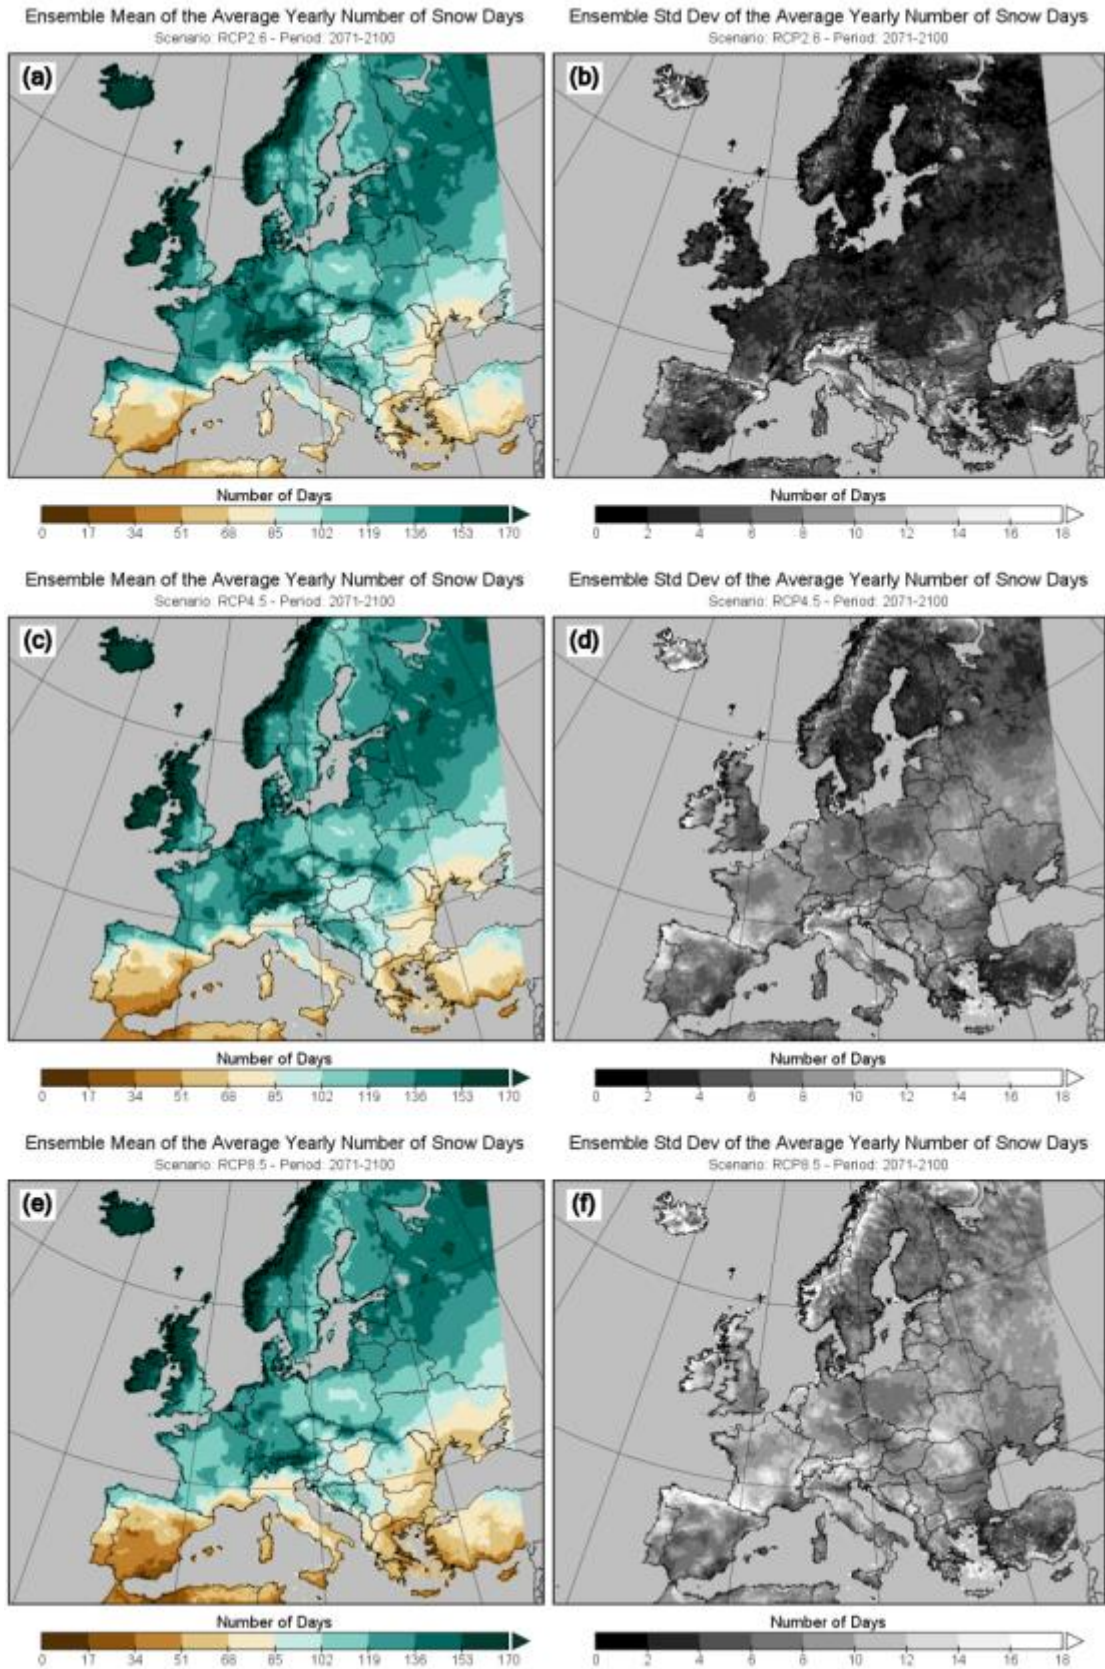 Ensemble Mean of the Average Yearly Number of Snow Days
Scenario: RCP2.6 - Period: 2071-2100
(a)
Number of Days
0 17 34 51 68 85 102 119 136 153 170
Ensemble Std Dev of the Average Yearly Number of Snow Days
Scenario: RCP2.6 - Period: 2071-2100
(b)
Number of Days
0 2 4 6 8 10 12 14 16 18
Ensemble Mean of the Average Yearly Number of Snow Days
Scenario: RCP4.5 - Period: 2071-2100
(c)
Number of Days
0 17 34 51 68 85 102 119 136 153 170
Ensemble Std Dev of the Average Yearly Number of Snow Days
Scenario: RCP4.5 - Period: 2071-2100
(d)
Number of Days
0 2 4 6 8 10 12 14 16 18
Ensemble Mean of the Average Yearly Number of Snow Days
Scenario: RCP8.5 - Period: 2071-2100
(e)
Number of Days
0 17 34 51 68 85 102 119 136 153 170
Ensemble Std Dev of the Average Yearly Number of Snow Days
Scenario: RCP8.5 - Period: 2071-2100
(f)
Number of Days
0 2 4 6 8 10 12 14 16 18